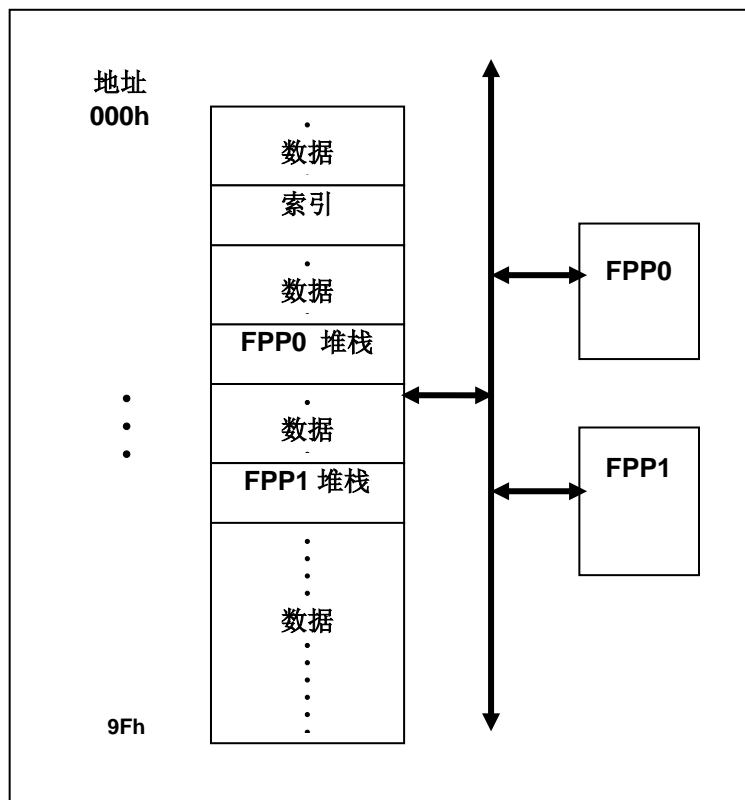 地址
000h
数据
索引
数据
FPP0 堆栈
数据
FPP1 堆栈
数据
9Fh
FPP0
FPP1